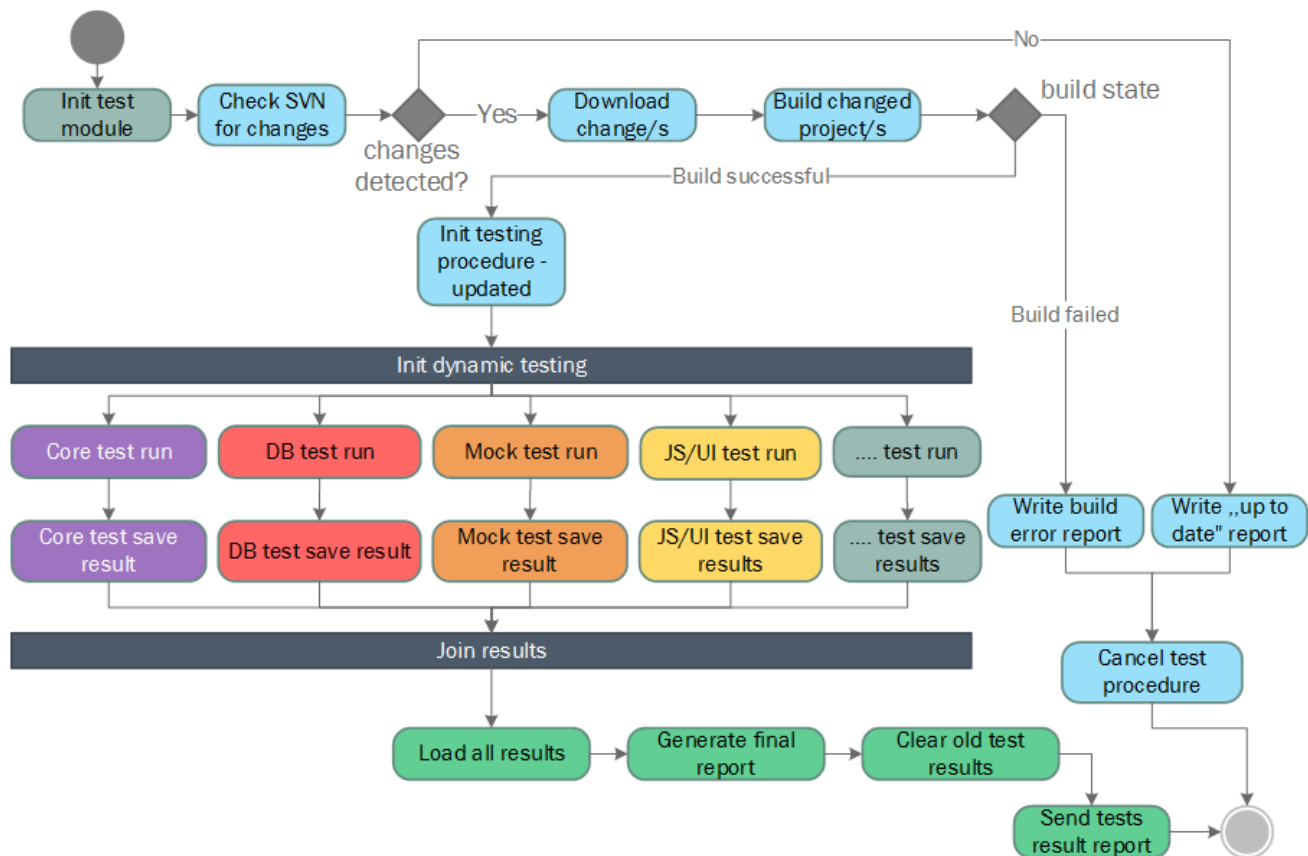 No
Init test
module
Check SVN
for changes
Yes
Download
change/s
Build changed
project/s
build state
changes
detected?
Build successful
Init testing
procedure -
updated
Build failed
Init dynamic testing
Core test run
DB test run
Mock test run
JS/UI test run
.... test run
Core test save
result
DB test save result
Mock test save
result
JS/UI test save
results
.... test save
results
Write build
error report
Write ,,up to
date" report
Join results
Cancel test
procedure
Load all results
Generate final
report
Clear old test
results
Send tests
result report